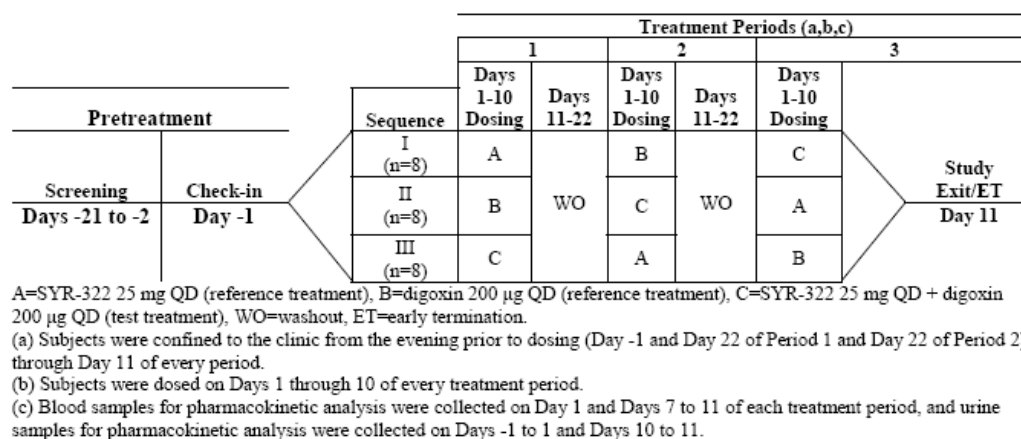 Treatment Periods (a,b,c)
1 2 3
Days Days Days
1-10 Days 1-10 Days 1-10
Pretreatment Sequence Dosing 11-22 Dosing 11-22 Dosing
I A B C
(n=8)
Screening Check-in II B WO C WO A Study
Days -21 to -2 Day -1 (n=8) Exit/ET
Day 11
III C A B
(n=8)
A=SYR-322 25 mg QD (reference treatment), B=digoxin 200 μg QD (reference treatment), C=SYR-322 25 mg QD + digoxin
200 μg QD (test treatment), WO=washout, ET=early termination.
(a) Subjects were confined to the clinic from the evening prior to dosing (Day -1 and Day 22 of Period 1 and Day 22 of Period 2)
through Day 11 of every period.
(b) Subjects were dosed on Days 1 through 10 of every treatment period.
(c) Blood samples for pharmacokinetic analysis were collected on Day 1 and Days 7 to 11 of each treatment period, and urine
samples for pharmacokinetic analysis were collected on Days -1 to 1 and Days 10 to 11.